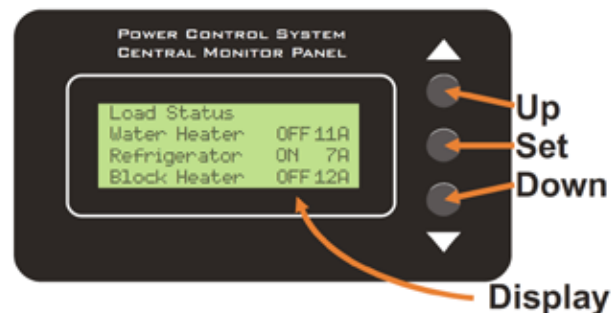 POWER CONTROL SYSTEM
CENTRAL MONITOR PANEL
Load Status
Water Heater OFF 11A
Refrigerator ON 7A
Block Heater OFF 12A
Up
Set
Down
Display